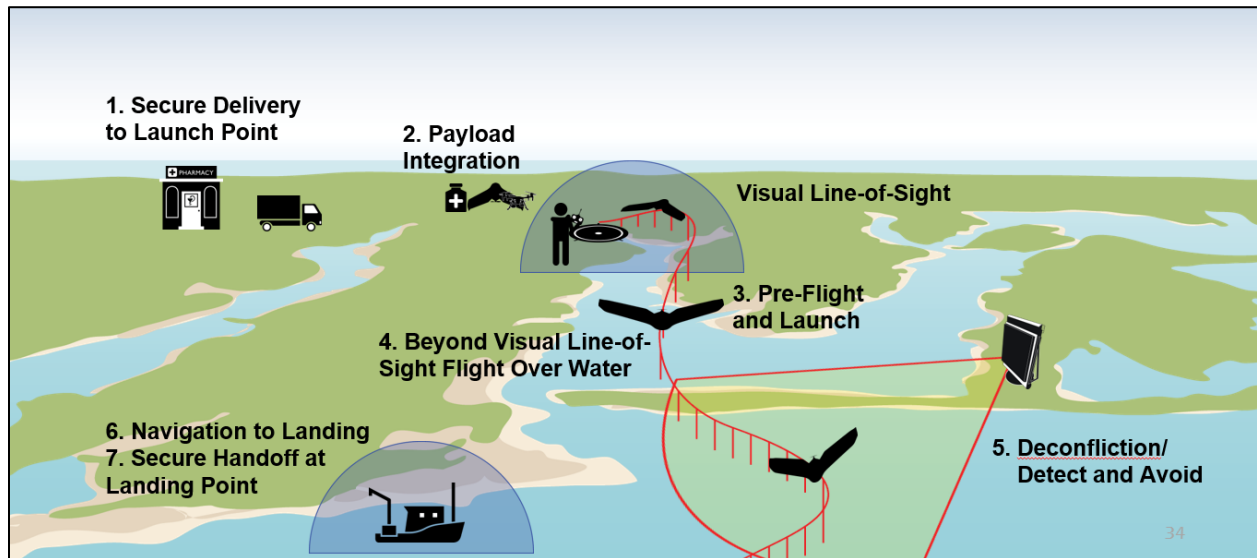 1. Secure Delivery
to Launch Point
PHARMACY
2. Payload
Integration
Visual Line-of-Sight
3. Pre-Flight
and Launch
4. Beyond Visual Line-of-
Sight Flight Over Water
5. Deconfliction/
Detect and Avoid
6. Navigation to Landing
7. Secure Handoff at
Landing Point
34